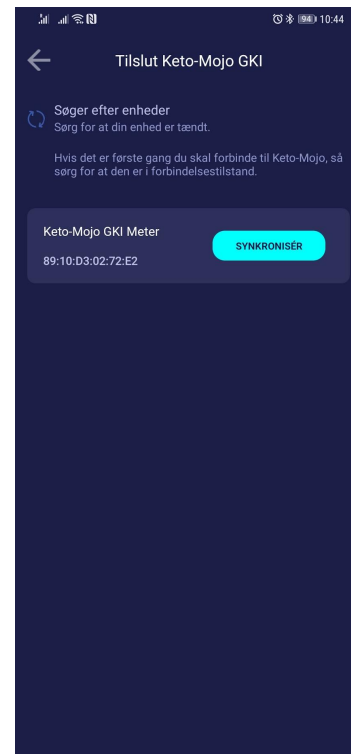 94 10:44
Tilslut Keto-Mojo GKI
Søger efter enheder
Sørg for at din enhed er tændt.
Hvis det er første gang du skal forbinde til Keto-Mojo, så
sørg for at den er i forbindelsestilstand.
Keto-Mojo GKI Meter
SYNKRONISÉR
89:10:D3:02:72:E2